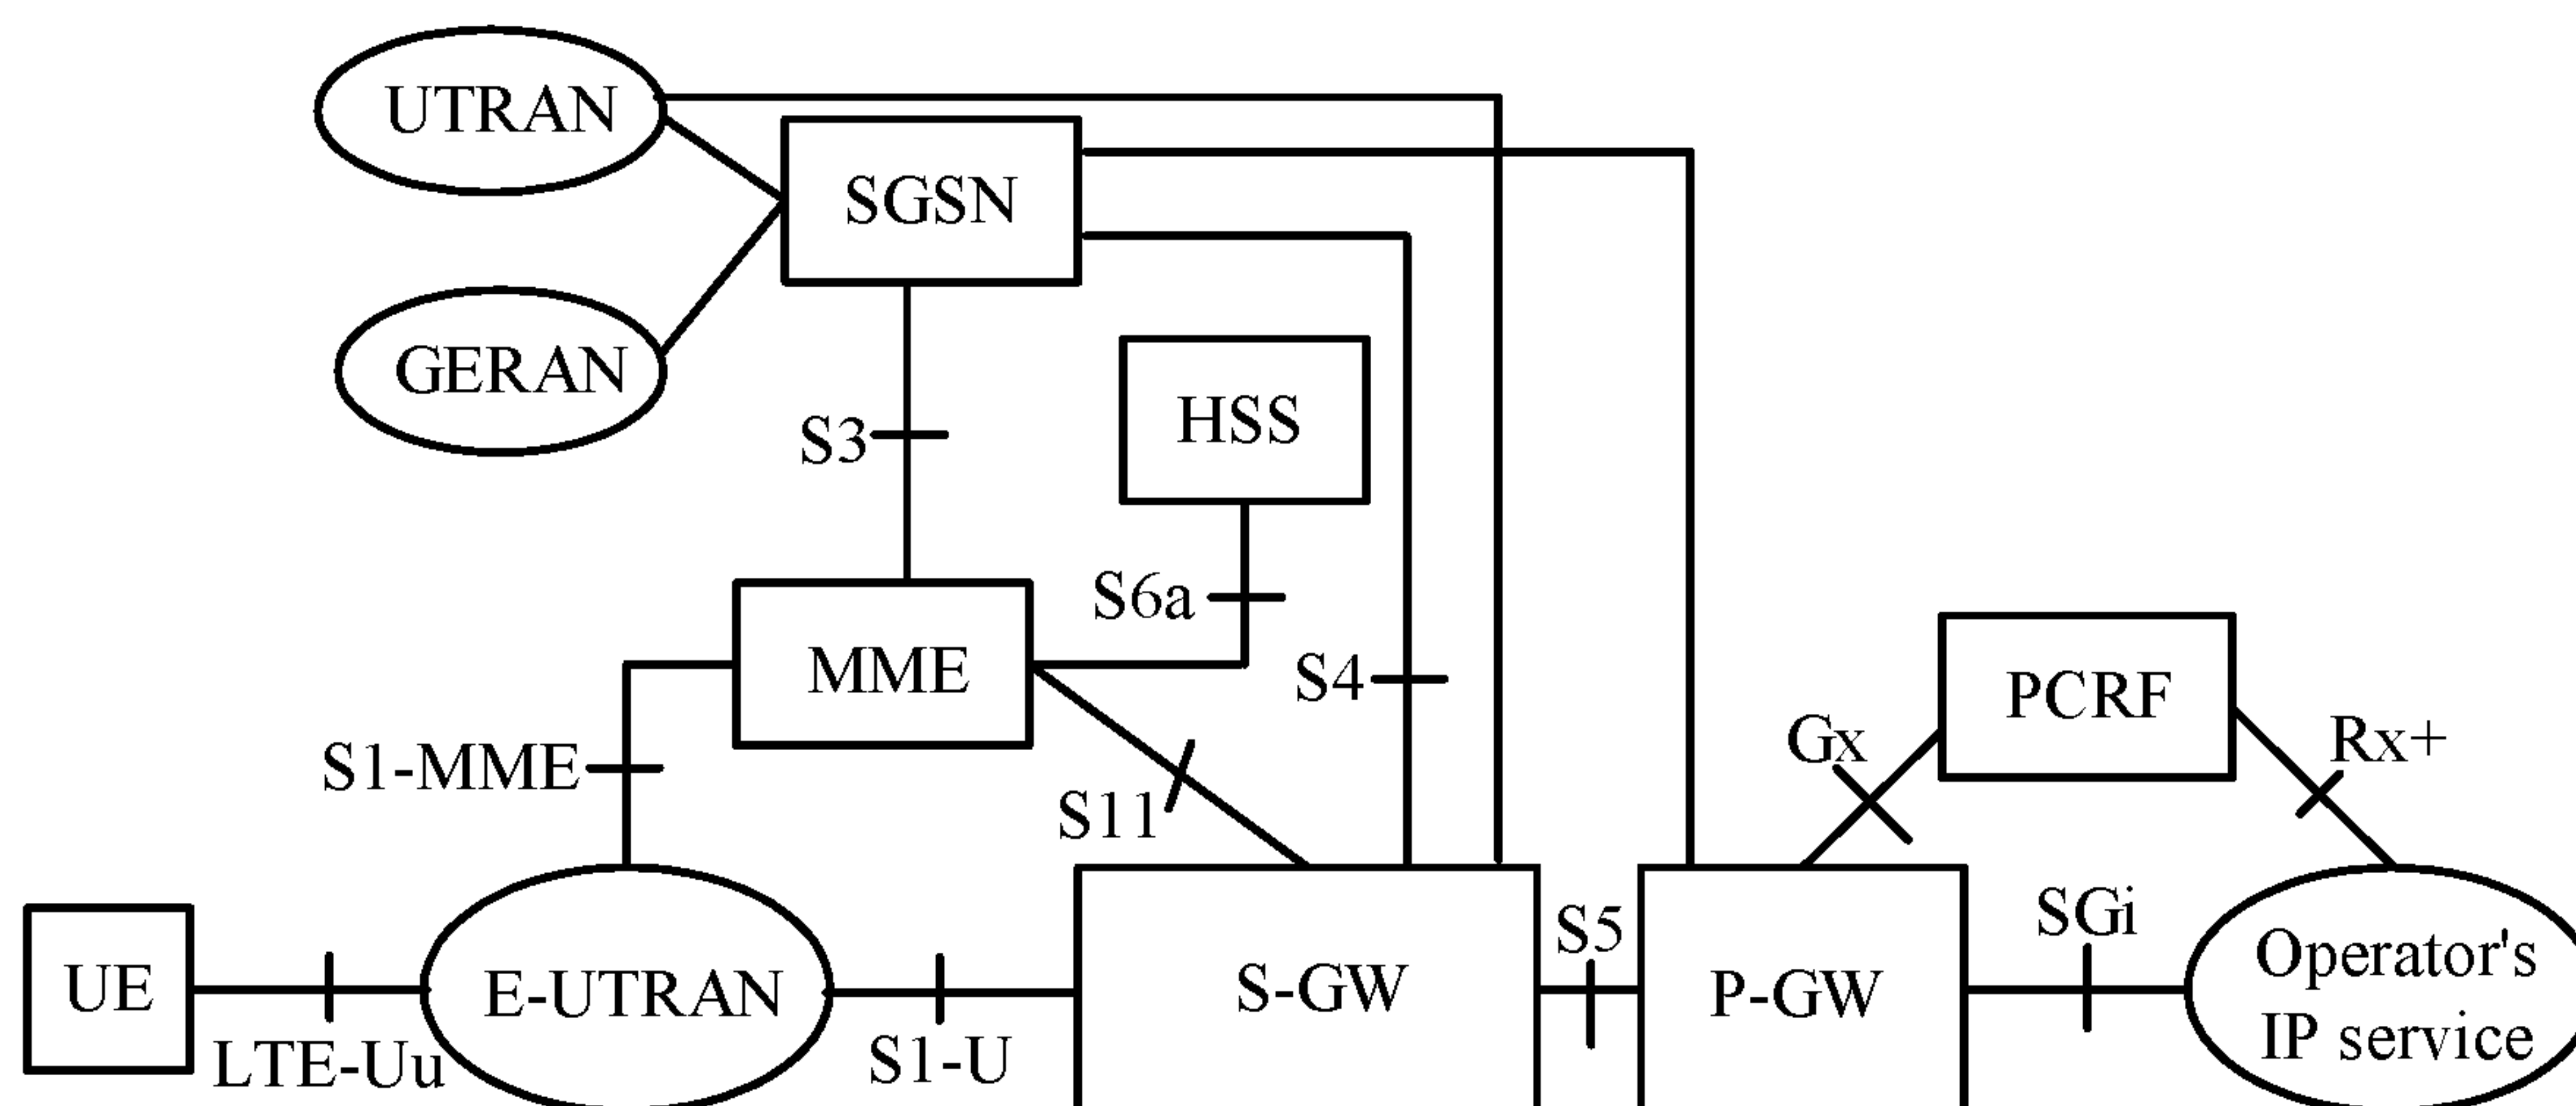 UTRAN
SGSN
GERAN
HSS
S3
S6a
MME
S4
PCRF
Gx
Rx+
S1-MME
S11
UE
LTE-Uu
E-UTRAN
S1-U
S-GW
S5
P-GW
SGi
Operator's
IP service